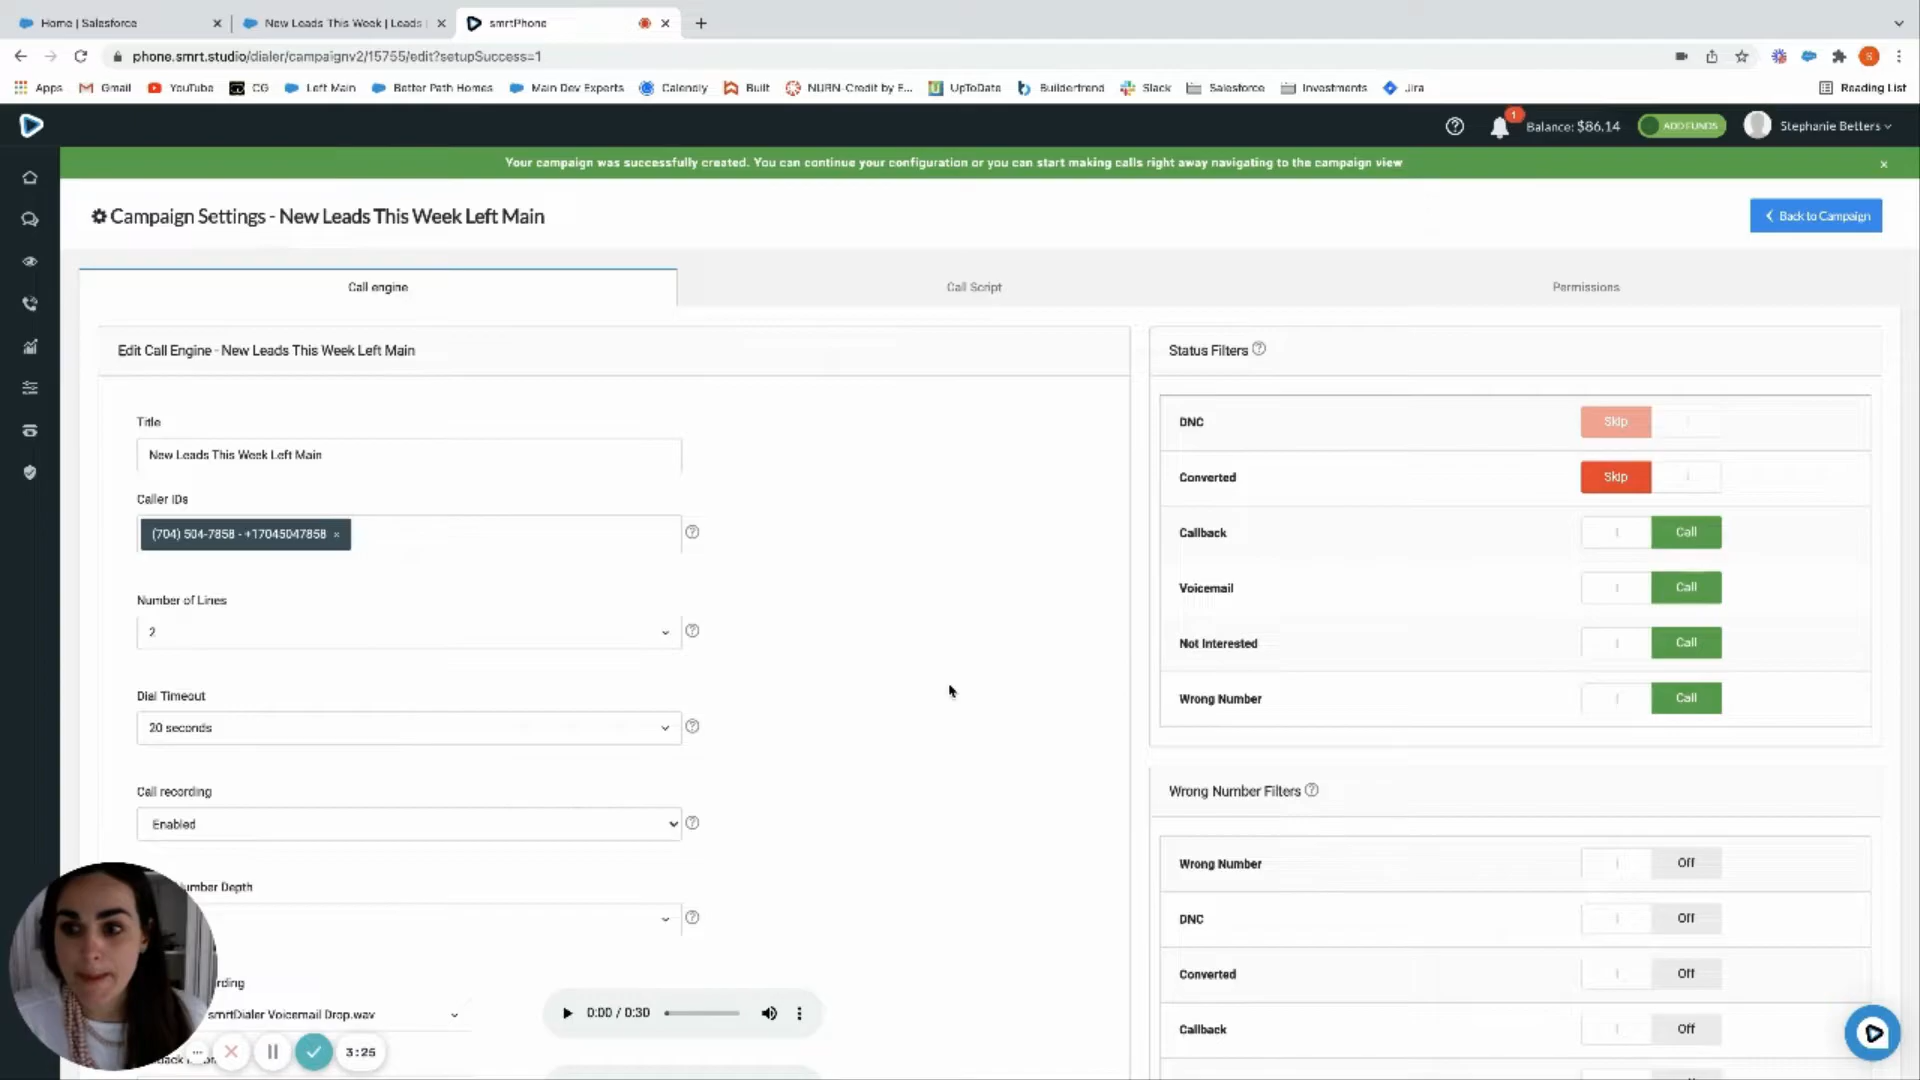 Home | Salesforce
New Leads This Week | Leads
smrtPhone
phone.smrt.studio/dialer/campaignv2/15755/edit?setupSuccess=1
Apps
Gmail
YouTube
CG
Left Main
Better Path Homes
Main Dev Experts
Calendly
Built
NURN-Credit by E...
UpToDate
Buildertrend
Slack
Salesforce
Investments
Jira
Reading List
1
Balance: $86.14
ADD FUNDS
Stephanie Betters
Your campaign was successfully created. You can continue your configuration or you can start making calls right away navigating to the campaign view
Campaign Settings - New Leads This Week Left Main
Back to Campaign
Call engine
Call Script
Permissions
Edit Call Engine - New Leads This Week Left Main
Title
New Leads This Week Left Main
Caller IDs
(704) 504-7858 - +17045047858 ×
Number of Lines
2
Dial Timeout
20 seconds
Call recording
Enabled
umber Depth
rding
smrtDialer Voicemail Drop.wav
0:00 / 0:30
3:25
Status Filters
DNC
Skip
Converted
Skip
Callback
Call
Voicemail
Call
Not Interested
Call
Wrong Number
Call
Wrong Number Filters
Wrong Number
Off
DNC
Off
Converted
Off
Callback
Off